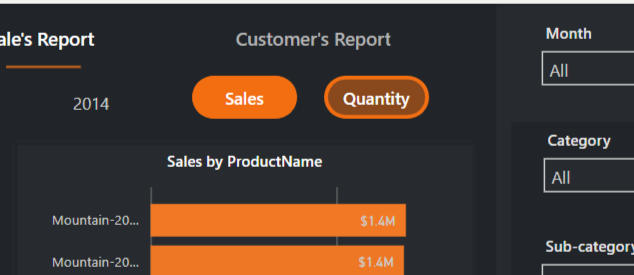 ale's Report
Customer's Report
Month
All
2014
Sales
Quantity
Category
All
Sales by ProductName
Mountain-20...
$1.4M
Mountain-20...
$1.4M
Sub-category